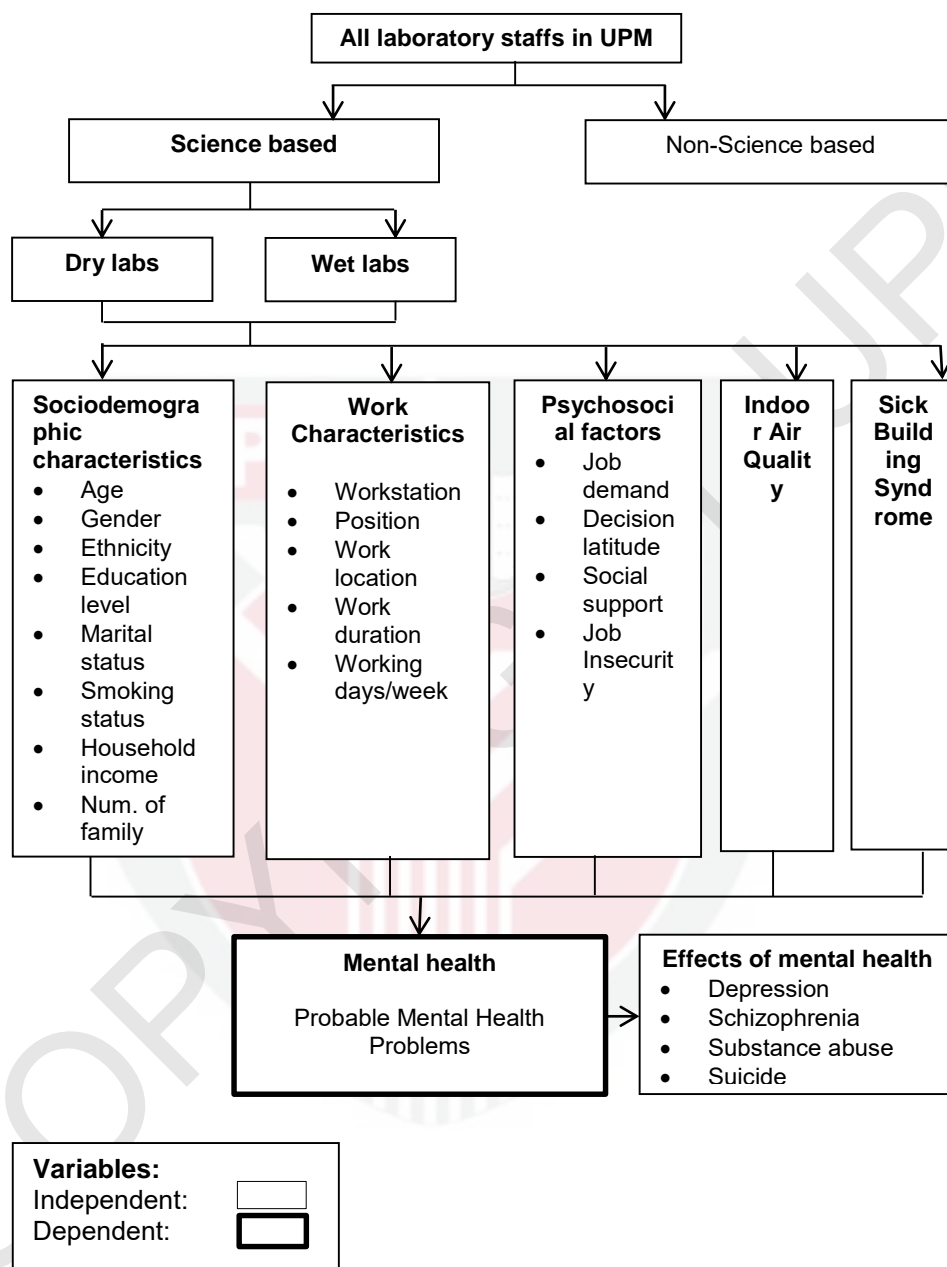 All laboratory staffs in UPM
Science based
Non-Science based
Dry labs
Wet labs
Sociodemogra
phic
characteristics
• Age
• Gender
• Ethnicity
• Education
level
• Marital
status
• Smoking
status
• Household
income
• Num. of
family
Work
Characteristics
• Workstation
• Position
• Work
location
• Work
duration
• Working
days/week
Psychosoci
al factors
• Job
demand
• Decision
latitude
• Social
support
• Job
Insecurit
y
Indoo
r Air
Qualit
y
Sick
Build
ing
Synd
rome
Mental health
Probable Mental Health
Problems
Effects of mental health
• Depression
• Schizophrenia
• Substance abuse
• Suicide
Variables:
Independent:
Dependent: